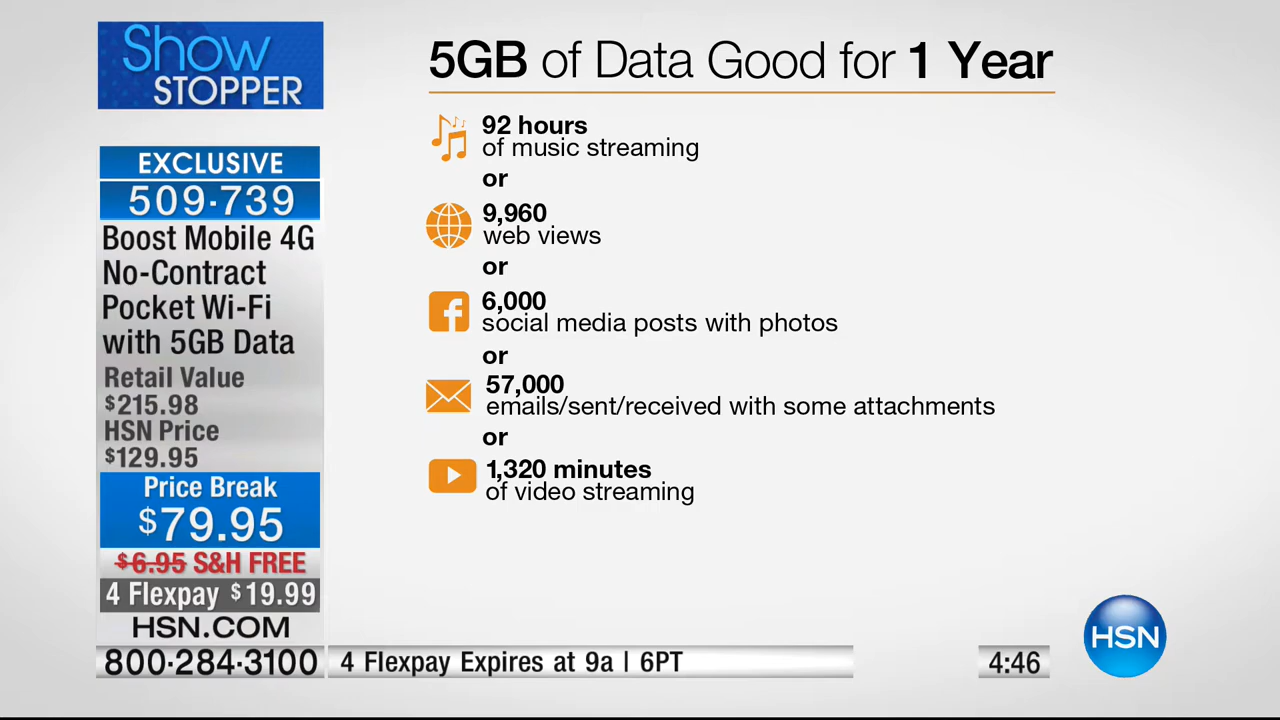 Show
STOPPER
EXCLUSIVE
509·739
Boost Mobile 4G
No-Contract
Pocket Wi-Fi
with 5GB Data
Retail Value
$215.98
HSN Price
$129.95
Price Break
$79.95
$6.95 S&H FREE
4 Flexpay $19.99
HSN.COM
800·284·3100
5GB of Data Good for 1 Year
92 hours
of music streaming
or
9,960
web views
or
6,000
social media posts with photos
or
57,000
emails/sent/received with some attachments
or
1,320 minutes
of video streaming
4 Flexpay Expires at 9a | 6PT
4:46
HSN